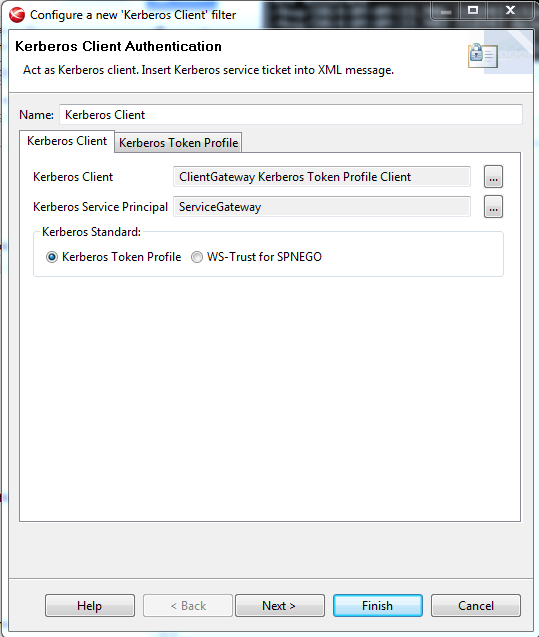 Configure a new 'Kerberos Client' filter
Kerberos Client Authentication
Act as Kerberos client. Insert Kerberos service ticket into XML message.
Name: Kerberos Client
Kerberos Client Kerberos Token Profile
Kerberos Client ClientGateway Kerberos Token Profile Client ...
Kerberos Service Principal ServiceGateway ...
Kerberos Standard:
Kerberos Token Profile WS-Trust for SPNEGO
Help < Back Next > Finish Cancel